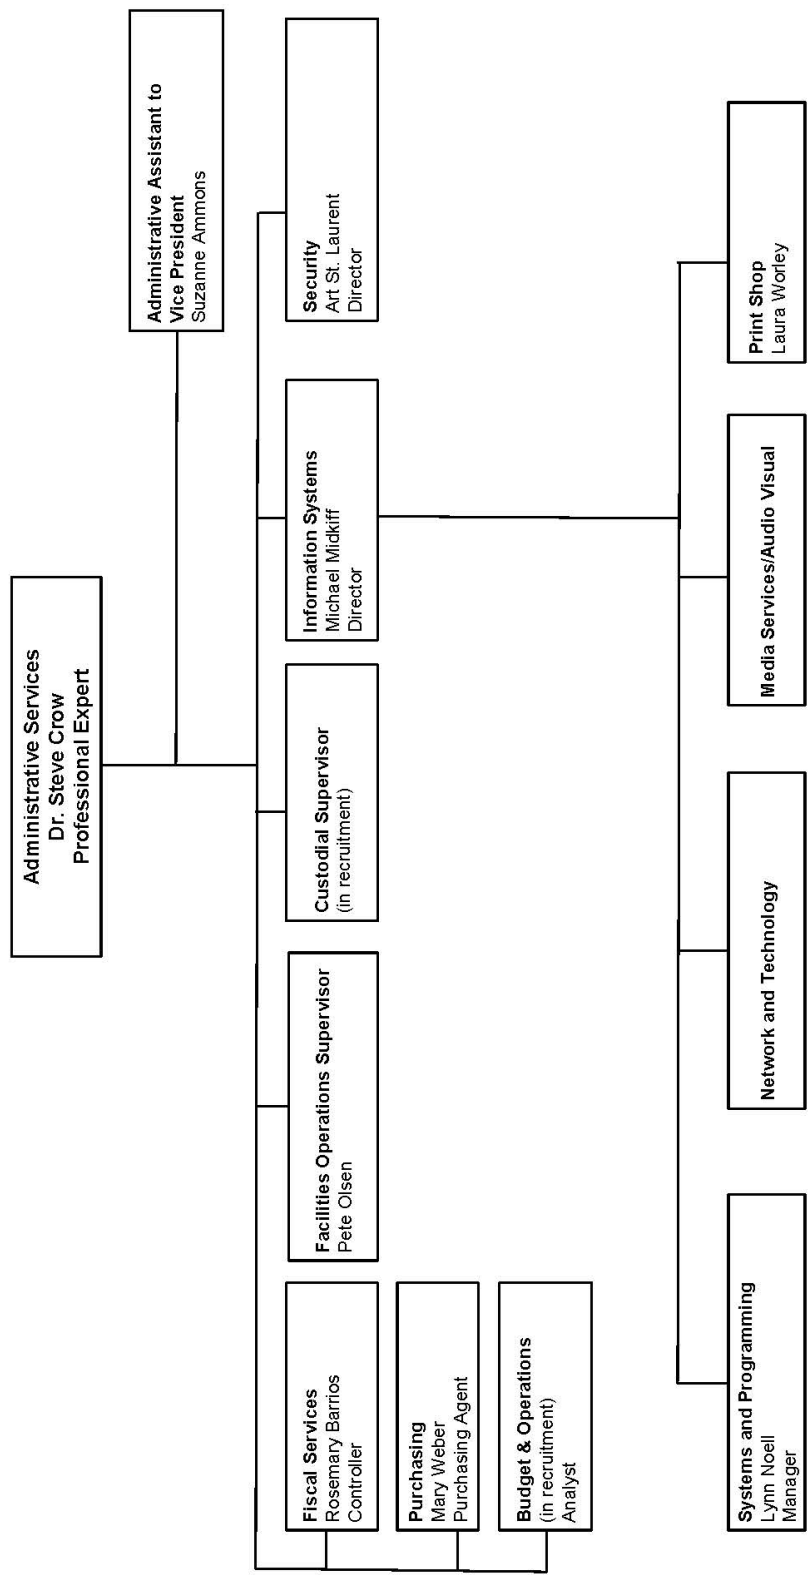 Administrative Services
Dr. Steve Crow
Professional Expert
Administrative Assistant to
Vice President
Suzanne Ammons
Fiscal Services
Rosemary Barrios
Controller
Purchasing
Mary Weber
Purchasing Agent
Budget & Operations
(in recruitment)
Analyst
Facilities Operations Supervisor
Pete Olsen
Custodial Supervisor
(in recruitment)
Information Systems
Michael Midkiff
Director
Security
Art St. Laurent
Director
Systems and Programming
Lynn Noell
Manager
Network and Technology
Media Services/Audio Visual
Print Shop
Laura Worley